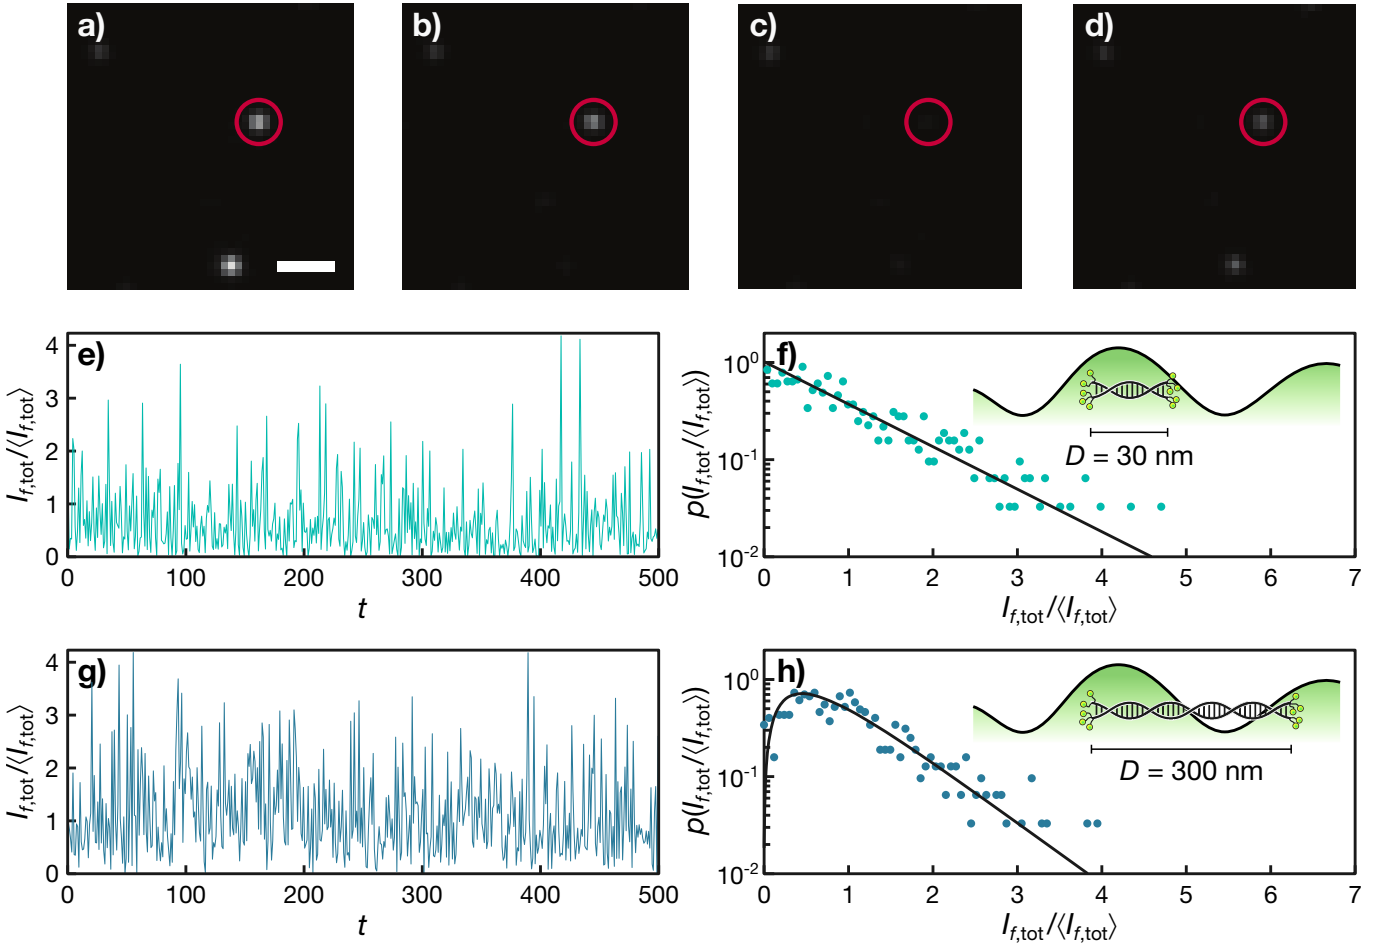 a)
b)
c)
d)
e)
I_f,tot/⟨I_f,tot⟩
4
3
2
1
0
0 100 200 300 400 500
t
f)
p(I_f,tot/⟨I_f,tot⟩)
10^0
10^-1
10^-2
D = 30 nm
0 1 2 3 4 5 6 7
I_f,tot/⟨I_f,tot⟩
g)
I_f,tot/⟨I_f,tot⟩
4
3
2
1
0
0 100 200 300 400 500
t
h)
p(I_f,tot/⟨I_f,tot⟩)
10^0
10^-1
10^-2
D = 300 nm
0 1 2 3 4 5 6 7
I_f,tot/⟨I_f,tot⟩